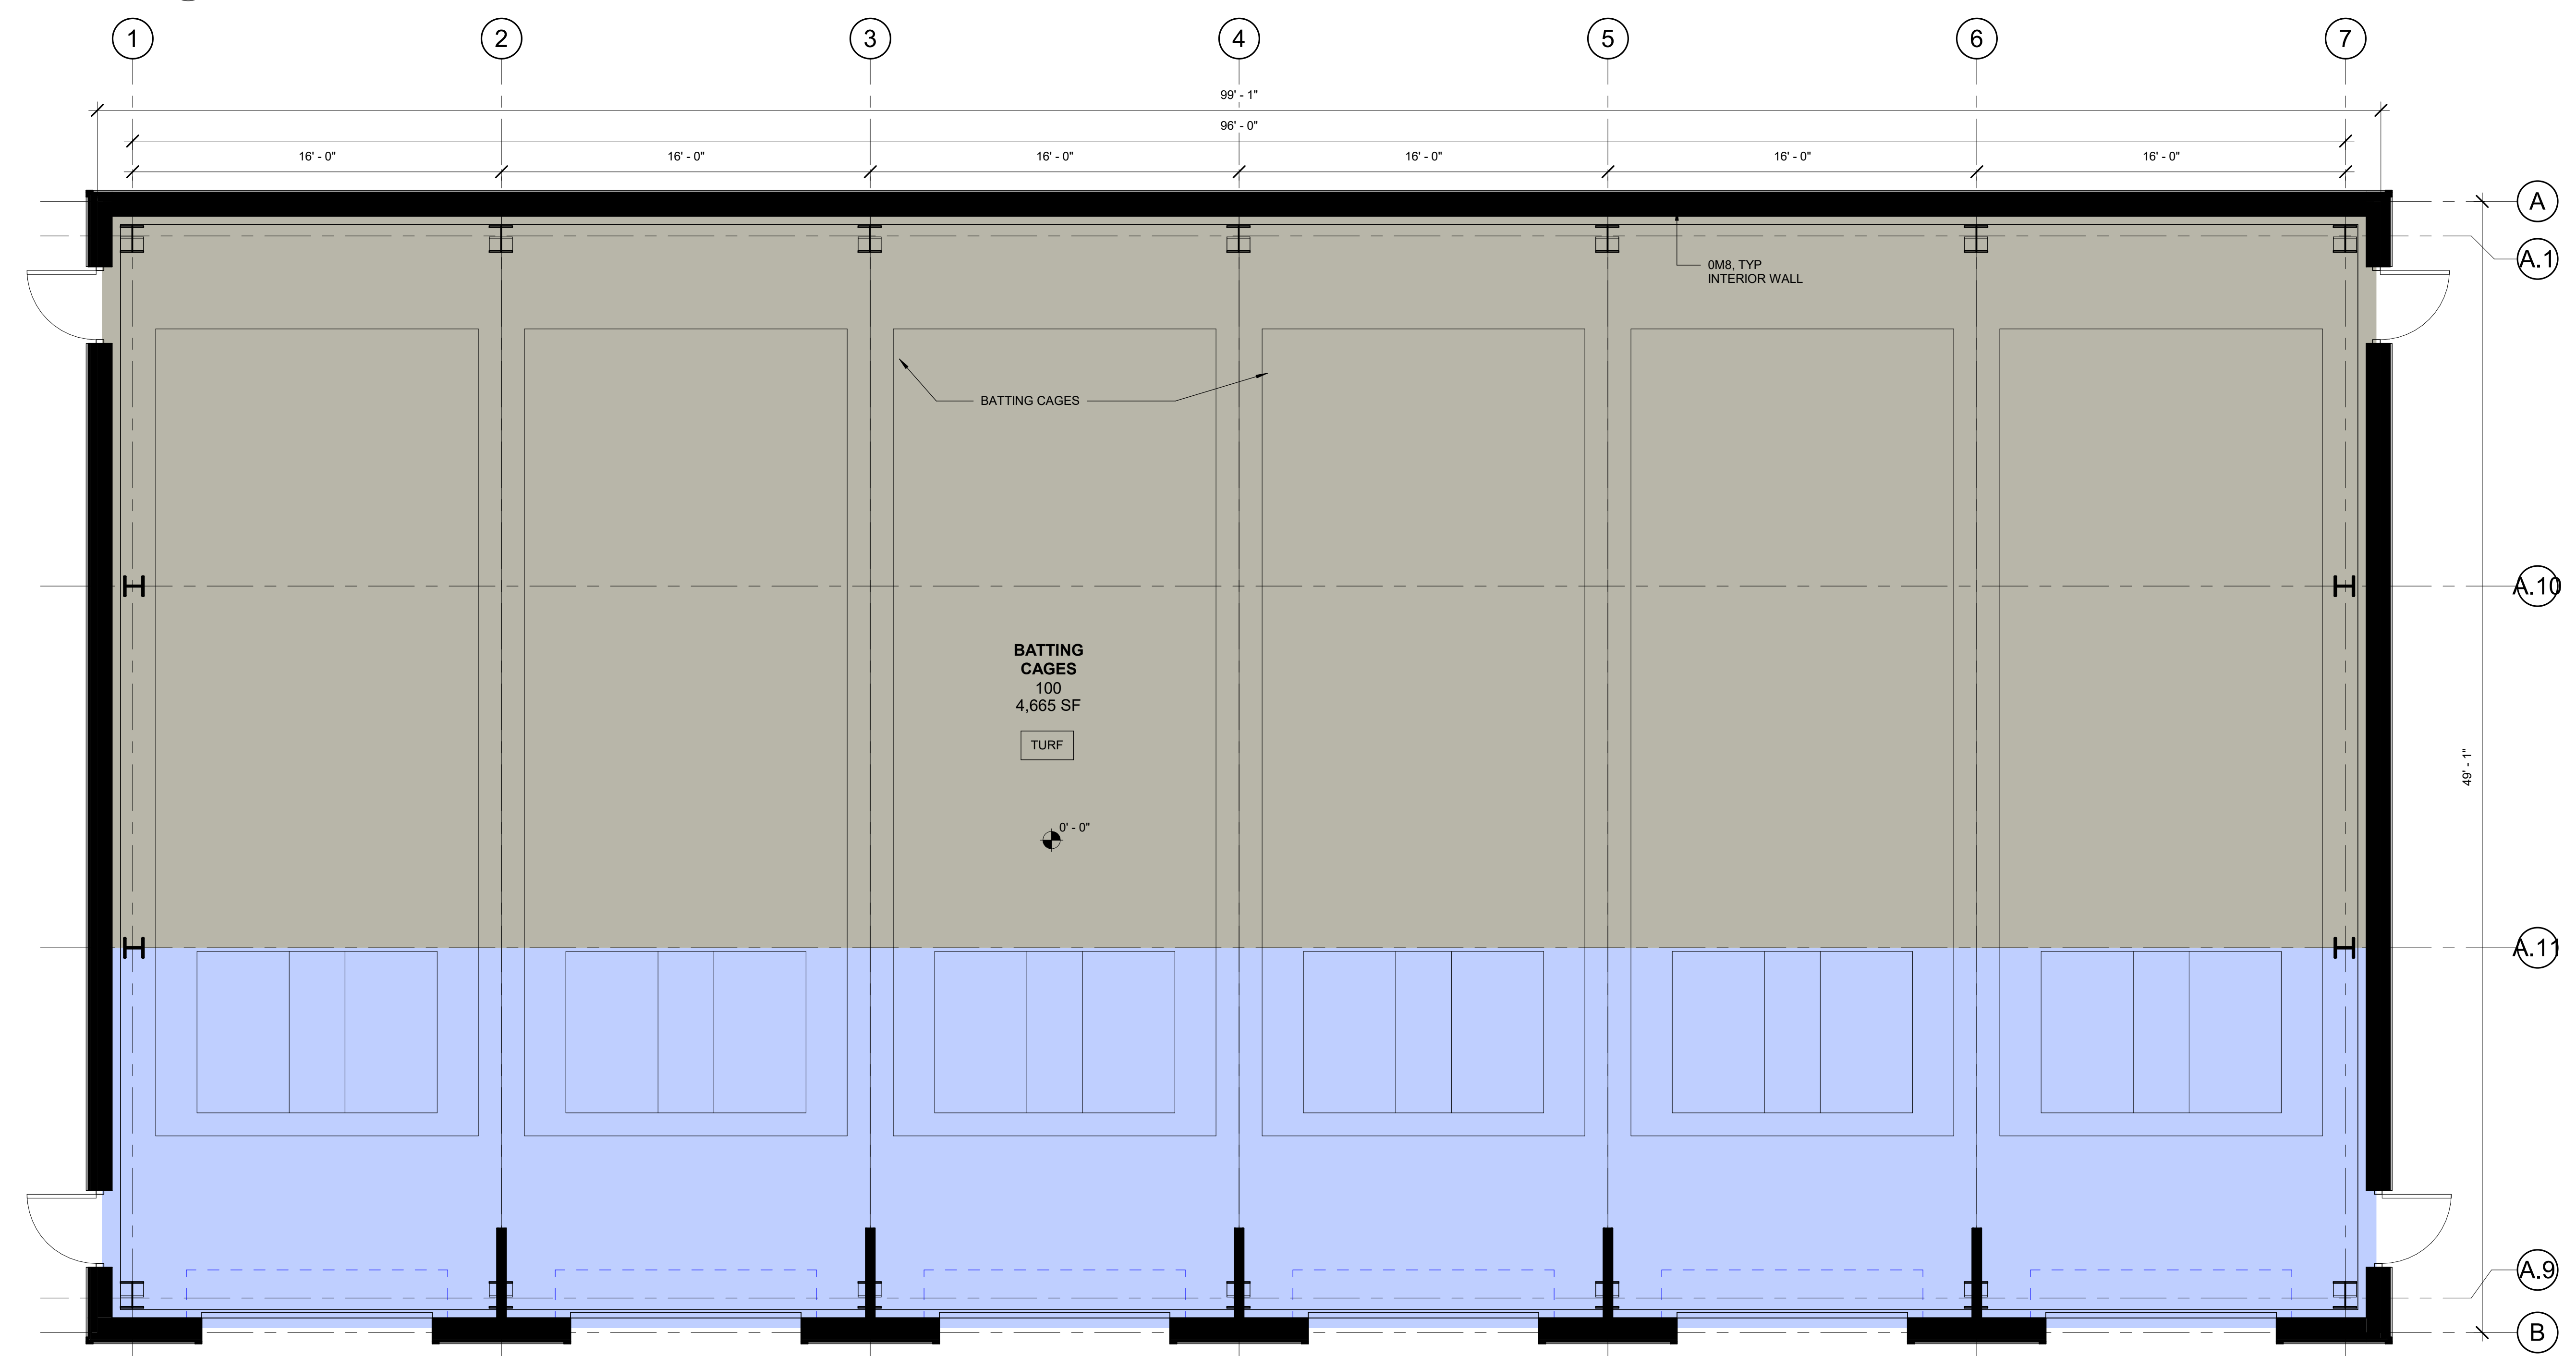 1 2 3 4 5 6 7
99' - 1"
96' - 0"
16' - 0" 16' - 0" 16' - 0" 16' - 0" 16' - 0" 16' - 0"
A
A.1
0M8, TYP
INTERIOR WALL
BATTING CAGES
A.10
BATTING
CAGES
100
4,665 SF
TURF
49' - 1"
0' - 0"
A.11
A.9
B